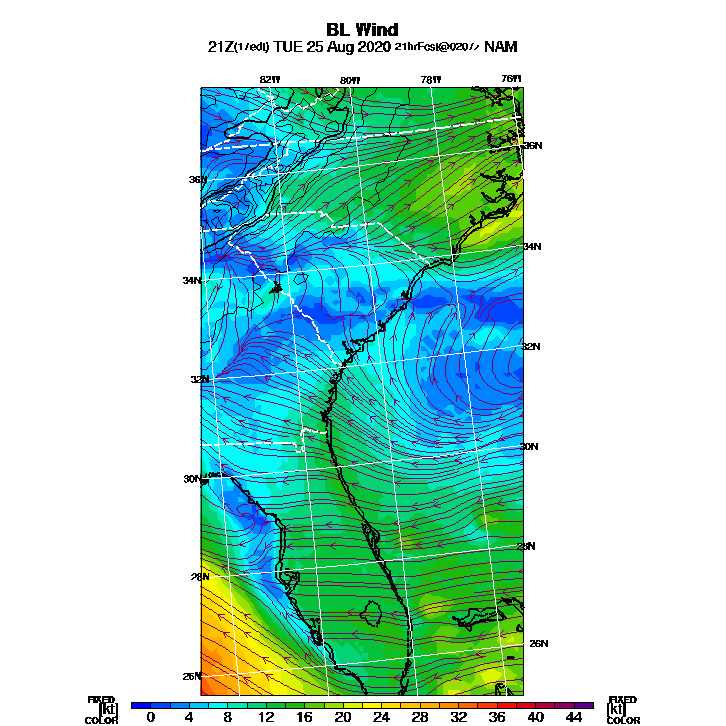 BL Wind
21Z(17edt) TUE 25 Aug 2020 21hrFcst@0207z NAM
82W 80W 78W 76W
36N
36N
34N
34N
32N
32N
30N
30N
28N
28N
26N
26N
FIXED FIXED
[kt] [kt]
COLOR COLOR
0 4 8 12 16 20 24 28 32 36 40 44